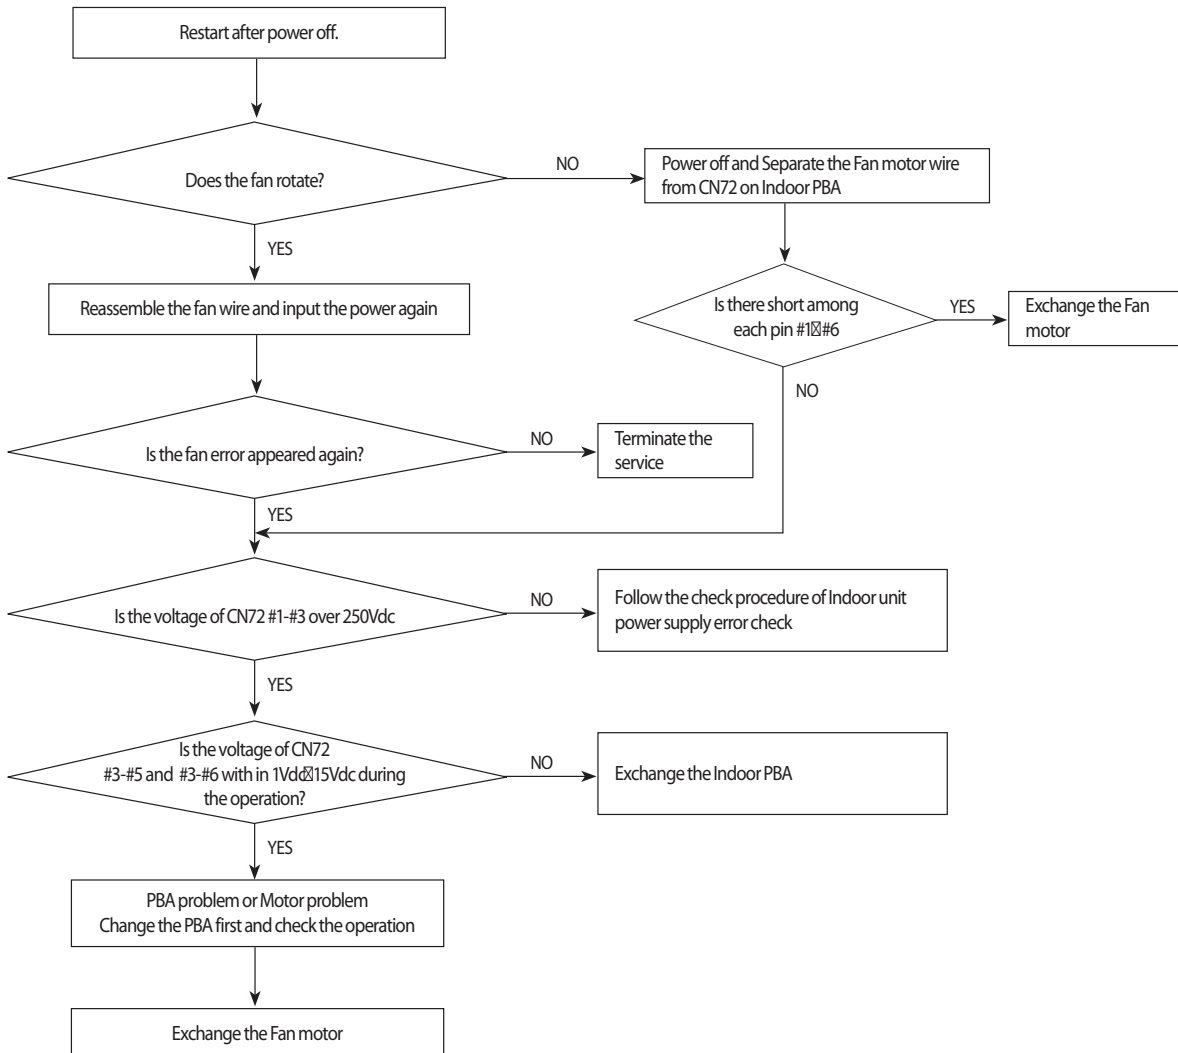 Restart after power off.
Does the fan rotate?
NO
Power off and Separate the Fan motor wire
from CN72 on Indoor PBA
YES
Reassemble the fan wire and input the power again
Is there short among
each pin #1☒#6
YES
Exchange the Fan
motor
NO
Is the fan error appeared again?
NO
Terminate the
service
YES
Is the voltage of CN72 #1-#3 over 250Vdc
NO
Follow the check procedure of Indoor unit
power supply error check
YES
Is the voltage of CN72
#3-#5 and #3-#6 with in 1Vdc☒15Vdc during
the operation?
NO
Exchange the Indoor PBA
YES
PBA problem or Motor problem
Change the PBA first and check the operation
Exchange the Fan motor